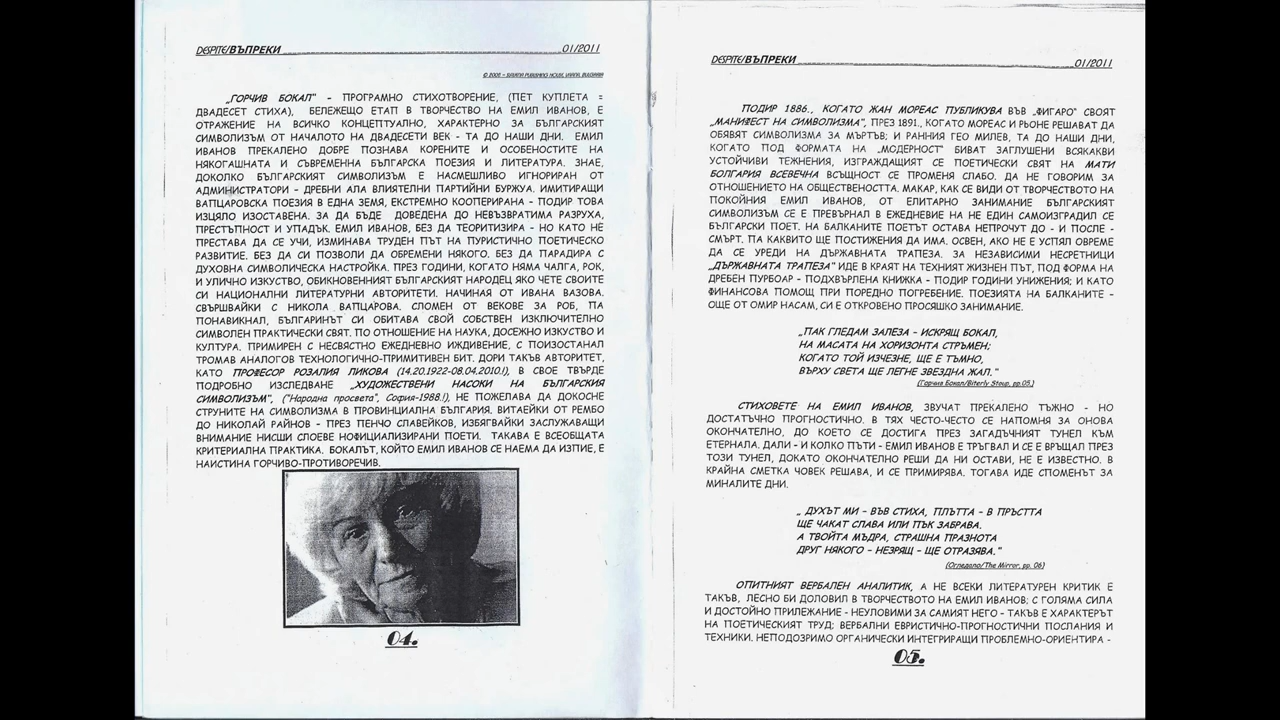 DESPITE/ВЪПРЕКИ 01/2011
© 2005 – PUBLISHING HOUSE, VARNA, BULGARIA
„ГОРЧИВ БОКАЛ" – ПРОГРАМНО СТИХОТВОРЕНИЕ, (ПЕТ КУПЛЕТА =
ДВАДЕСЕТ СТИХА), БЕЛЕЖЕЩО ЕТАП В ТВОРЧЕСТВО НА ЕМИЛ ИВАНОВ, Е
ОТРАЖЕНИЕ НА ВСИЧКО КОНЦЕПТУАЛНО, ХАРАКТЕРНО ЗА БЪЛГАРСКИЯТ
СИМВОЛИЗЪМ ОТ НАЧАЛОТО НА ДВАДЕСЕТИ ВЕК – ТА ДО НАШИ ДНИ. ЕМИЛ
ИВАНОВ ПРЕКАЛЕНО ДОБРЕ ПОЗНАВА КОРЕНИТЕ И ОСОБЕНОСТИТЕ НА
НЯКОГАШНАТА И СЪВРЕМЕННА БЪЛГАРСКА ПОЕЗИЯ И ЛИТЕРАТУРА. ЗНАЕ,
ДОКОЛКО БЪЛГАРСКИЯТ СИМВОЛИЗЪМ Е НАСМЕШЛИВО ИГНОРИРАН ОТ
АДМИНИСТРАТОРИ – ДРЕБНИ АЛА ВЛИЯТЕЛНИ ПАРТИЙНИ БУРЖУА. ИМИТИРАЩИ
ВАПЦАРОВСКА ПОЕЗИЯ В ЕДНА ЗЕМЯ, ЕКСТРЕМНО КООПЕРИРАНА – ПОДИР ТОВА
ИЗЦЯЛО ИЗОСТАВЕНА. ЗА ДА БЪДЕ ДОВЕДЕНА ДО НЕВЪЗВРАТИМА РАЗРУХА,
ПРЕСТЪПНОСТ И УПАДЪК. ЕМИЛ ИВАНОВ, БЕЗ ДА ТЕОРИТИЗИРА – НО КАТО НЕ
ПРЕСТАВА ДА СЕ УЧИ, ИЗМИНАВА ТРУДЕН ПЪТ НА ПУРИСТИЧНО ПОЕТИЧЕСКО
РАЗВИТИЕ. БЕЗ ДА СИ ПОЗВОЛИ ДА ОБРЕМЕНИ НЯКОГО. БЕЗ ДА ПАРАДИРА С
ДУХОВНА СИМВОЛИЧЕСКА НАСТРОЙКА. ПРЕЗ ГОДИНИ, КОГАТО НЯМА ЧАЛГА, РОК,
И УЛИЧНО ИЗКУСТВО, ОБИКНОВЕНИЯТ БЪЛГАРСКИЯТ НАРОДЕЦ ЯКО ЧЕТЕ СВОИТЕ
СИ НАЦИОНАЛНИ ЛИТЕРАТУРНИ АВТОРИТЕТИ. НАЧИНАЯ ОТ ИВАНА ВАЗОВА.
СВЪРШВАЙКИ С НИКОЛА ВАПЦАРОВА. СПОМЕН ОТ ВЕКОВЕ ЗА РОБ, ПА
ПОНАВИКНАЛ, БЪЛГАРИНЪТ СИ ОБИТАВА СВОЙ СОБСТВЕН ИЗКЛЮЧИТЕЛНО
СИМВОЛЕН ПРАКТИЧЕСКИ СВЯТ. ПО ОТНОШЕНИЕ НА НАУКА, ДОСЕЖНО ИЗКУСТВО И
КУЛТУРА. ПРИМИРЕН С НЕСВЯСТНО ЕЖЕДНЕВНО ИЖДИВЕНИЕ, С ПОИЗОСТАНАЛ
ТРОМАВ АНАЛОГОВ ТЕХНОЛОГИЧНО-ПРИМИТИВЕН БИТ. ДОРИ ТАКЪВ АВТОРИТЕТ,
КАТО ПРОФЕСОР РОЗАЛИЯ ЛИКОВА (14.20.1922-08.04.2010.!), В СВОЕ ТВЪРДЕ
ПОДРОБНО ИЗСЛЕДВАНЕ „ХУДОЖЕСТВЕНИ НАСОКИ НА БЪЛГАРСКИЯ
СИМВОЛИЗЪМ", ("Народна просвета", София-1988.!), НЕ ПОЖЕЛАВА ДА ДОКОСНЕ
СТРУНИТЕ НА СИМВОЛИЗМА В ПРОВИНЦИАЛНА БЪЛГАРИЯ. ВИТАЕЙКИ ОТ РЕМБО
ДО НИКОЛАЙ РАЙНОВ – ПРЕЗ ПЕНЧО СЛАВЕЙКОВ, ИЗБЯГВАЙКИ ЗАСЛУЖАВАЩИ
ВНИМАНИЕ НИСШИ СЛОЕВЕ НОФИЦИАЛИЗИРАНИ ПОЕТИ. ТАКАВА Е ВСЕОБЩАТА
КРИТЕРИАЛНА ПРАКТИКА. БОКАЛЪТ, КОЙТО ЕМИЛ ИВАНОВ СЕ НАЕМА ДА ИЗПИЕ, Е
НАИСТИНА ГОРЧИВО-ПРОТИВОРЕЧИВ.
04.
DESPITE/ВЪПРЕКИ 01/2011
ПОДИР 1886., КОГАТО ЖАН МОРЕАС ПУБЛИКУВА ВЪВ „ФИГАРО" СВОЯТ
„МАНИФЕСТ НА СИМВОЛИЗМА", ПРЕЗ 1891., КОГАТО МОРЕАС И РЬОНЕ РЕШАВАТ ДА
ОБЯВЯТ СИМВОЛИЗМА ЗА МЪРТЪВ; И РАННИЯ ГЕО МИЛЕВ, ТА ДО НАШИ ДНИ,
КОГАТО ПОД ФОРМАТА НА „МОДЕРНОСТ" БИВАТ ЗАГЛУШЕНИ ВСЯКАКВИ
УСТОЙЧИВИ ТЕЖНЕНИЯ, ИЗГРАЖДАЩИЯТ СЕ ПОЕТИЧЕСКИ СВЯТ НА МАТИ
БОЛГАРИЯ ВСЕВЕЧНА ВСЪЩНОСТ СЕ ПРОМЕНЯ СЛАБО. ДА НЕ ГОВОРИМ ЗА
ОТНОШЕНИЕТО НА ОБЩЕСТВЕНОСТТА. МАКАР, КАК СЕ ВИДИ ОТ ТВОРЧЕСТВОТО НА
ПОКОЙНИЯ ЕМИЛ ИВАНОВ, ОТ ЕЛИТАРНО ЗАНИМАНИЕ БЪЛГАРСКИЯТ
СИМВОЛИЗЪМ СЕ Е ПРЕВЪРНАЛ В ЕЖЕДНЕВИЕ НА НЕ ЕДИН САМОИЗГРАДИЛ СЕ
БЪЛГАРСКИ ПОЕТ. НА БАЛКАНИТЕ ПОЕТЪТ ОСТАВА НЕПРОЧУТ ДО – И ПОСЛЕ –
СМЪРТ. ПА КАКВИТО ЩЕ ПОСТИЖЕНИЯ ДА ИМА. ОСВЕН, АКО НЕ Е УСПЯЛ ОВРЕМЕ
ДА СЕ УРЕДИ НА ДЪРЖАВНАТА ТРАПЕЗА. ЗА НЕЗАВИСИМИ НЕСРЕТНИЦИ
„ДЪРЖАВНАТА ТРАПЕЗА" ИДЕ В КРАЯТ НА ТЕХНИЯТ ЖИЗНЕН ПЪТ, ПОД ФОРМА НА
ДРЕБЕН ПУРБОАР – ПОДХВЪРЛЕНА КНИЖКА – ПОДИР ГОДИНИ УНИЖЕНИЯ; И КАТО
ФИНАНСОВА ПОМОЩ ПРИ ПОРЕДНО ПОГРЕБЕНИЕ. ПОЕЗИЯТА НА БАЛКАНИТЕ –
ОЩЕ ОТ ОМИР НАСАМ, СИ Е ОТКРОВЕНО ПРОСЯШКО ЗАНИМАНИЕ.
„ПАК ГЛЕДАМ ЗАЛЕЗА – ИСКРЯЩ БОКАЛ,
НА МАСАТА НА ХОРИЗОНТА СТРЪМЕН;
КОГАТО ТОЙ ИЗЧЕЗНЕ, ЩЕ Е ТЪМНО,
ВЪРХУ СВЕТА ЩЕ ЛЕГНЕ ЗВЕЗДНА ЖАЛ."
(Горчив Бокал/Biterly Stoup, pp.05.)
СТИХОВЕТЕ НА ЕМИЛ ИВАНОВ, ЗВУЧАТ ПРЕКАЛЕНО ТЪЖНО – НО
ДОСТАТЪЧНО ПРОГНОСТИЧНО. В ТЯХ ЧЕСТО-ЧЕСТО СЕ НАПОМНЯ ЗА ОНОВА
ОКОНЧАТЕЛНО, ДО КОЕТО СЕ ДОСТИГА ПРЕЗ ЗАГАДЪЧНИЯТ ТУНЕЛ КЪМ
ЕТЕРНАЛА. ДАЛИ – И КОЛКО ПЪТИ – ЕМИЛ ИВАНОВ Е ТРЪГВАЛ И СЕ Е ВРЪЩАЛ ПРЕЗ
ТОЗИ ТУНЕЛ, ДОКАТО ОКОНЧАТЕЛНО РЕШИ ДА НИ ОСТАВИ, НЕ Е ИЗВЕСТНО. В
КРАЙНА СМЕТКА ЧОВЕК РЕШАВА, И СЕ ПРИМИРЯВА. ТОГАВА ИДЕ СПОМЕНЪТ ЗА
МИНАЛИТЕ ДНИ.
„ ДУХЪТ МИ – ВЪВ СТИХА, ПЛЪТТА – В ПРЪСТТА
ЩЕ ЧАКАТ СЛАВА ИЛИ ПЪК ЗАБРАВА.
А ТВОЙТА МЪДРА, СТРАШНА ПРАЗНОТА
ДРУГ НЯКОГО – НЕЗРЯЩ – ЩЕ ОТРАЗЯВА."
(Огледало/The Mirror, pp. 06)
ОПИТНИЯТ ВЕРБАЛЕН АНАЛИТИК, А НЕ ВСЕКИ ЛИТЕРАТУРЕН КРИТИК Е
ТАКЪВ, ЛЕСНО БИ ДОЛОВИЛ В ТВОРЧЕСТВОТО НА ЕМИЛ ИВАНОВ; С ГОЛЯМА СИЛА
И ДОСТОЙНО ПРИЛЕЖАНИЕ – НЕУЛОВИМИ ЗА САМИЯТ НЕГО – ТАКЪВ Е ХАРАКТЕРЪТ
НА ПОЕТИЧЕСКИЯТ ТРУД; ВЕРБАЛНИ ЕВРИСТИЧНО-ПРОГНОСТИЧНИ ПОСЛАНИЯ И
ТЕХНИКИ. НЕПОДОЗРИМО ОРГАНИЧЕСКИ ИНТЕГРИРАЩИ ПРОБЛЕМНО-ОРИЕНТИРА –
05.